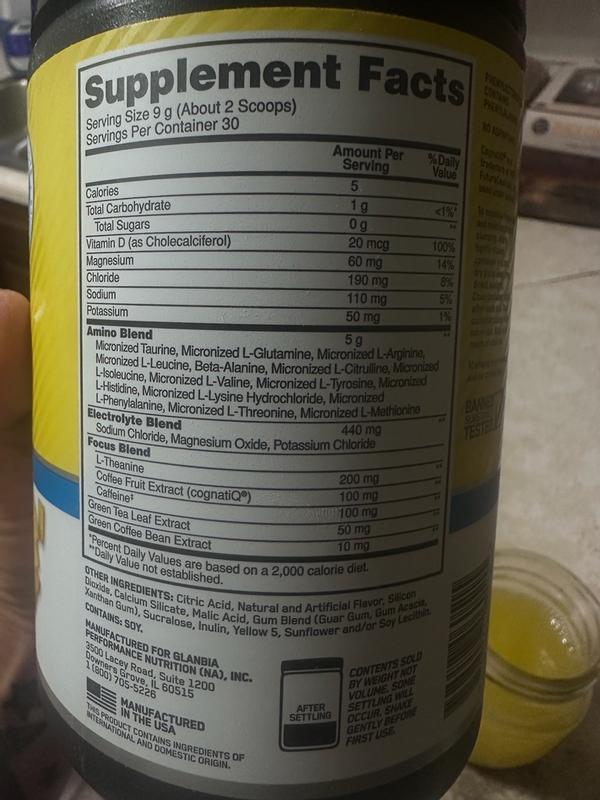 Supplement Facts
Serving Size 9 g (About 2 Scoops)
Servings Per Container 30
Amount Per Serving %Daily Value
Calories 5
Total Carbohydrate 1 g <1%*
Total Sugars 0 g **
Vitamin D (as Cholecalciferol) 20 mcg 100%
Magnesium 60 mg 14%
Chloride 190 mg 8%
Sodium 110 mg 5%
Potassium 50 mg 1%
Amino Blend 5 g **
Micronized Taurine, Micronized L-Glutamine, Micronized L-Arginine,
Micronized L-Leucine, Beta-Alanine, Micronized L-Citrulline, Micronized
L-Isoleucine, Micronized L-Valine, Micronized L-Tyrosine, Micronized
L-Histidine, Micronized L-Lysine Hydrochloride, Micronized
L-Phenylalanine, Micronized L-Threonine, Micronized L-Methionine
Electrolyte Blend 440 mg **
Sodium Chloride, Magnesium Oxide, Potassium Chloride
Focus Blend
L-Theanine 200 mg **
Coffee Fruit Extract (cognatiQ®) 100 mg **
Caffeine‡ 100 mg **
Green Tea Leaf Extract 50 mg **
Green Coffee Bean Extract 10 mg **
*Percent Daily Values are based on a 2,000 calorie diet.
**Daily Value not established.
OTHER INGREDIENTS: Citric Acid, Natural and Artificial Flavor, Silicon
Dioxide, Calcium Silicate, Malic Acid, Gum Blend (Guar Gum, Gum Acacia,
Xanthan Gum), Sucralose, Inulin, Yellow 5, Sunflower and/or Soy Lecithin.
CONTAINS: SOY.
MANUFACTURED FOR GLANBIA
PERFORMANCE NUTRITION (NA), INC.
3500 Lacey Road, Suite 1200
Downers Grove, IL 60515
1 (800) 705-5226
MANUFACTURED
IN THE USA
THIS PRODUCT CONTAINS INGREDIENTS OF
INTERNATIONAL AND DOMESTIC ORIGIN.
AFTER
SETTLING
CONTENTS SOLD
BY WEIGHT NOT
VOLUME. SOME
SETTLING WILL
OCCUR. SHAKE
GENTLY BEFORE
FIRST USE.
CONTAINS
BANNED
TESTED